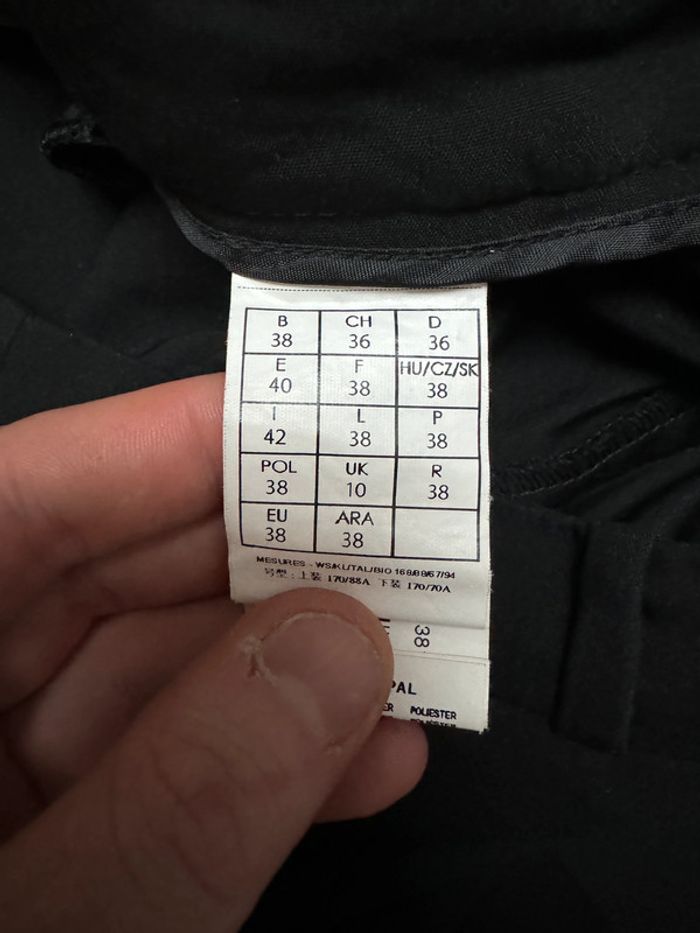 B CH D
38 36 36
E F HU/CZ/SK
40 38 38
I L P
42 38 38
POL UK R
38 10 38
EU ARA
38 38
MESURES - WS/KL/TAL/BIO 168/88/67/94
号型 : 上装 170/88A 下装 170/70A
38
POLIESTER